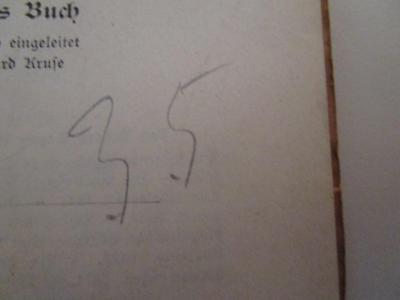 s Buch
eingeleitet
rd Kruse
35